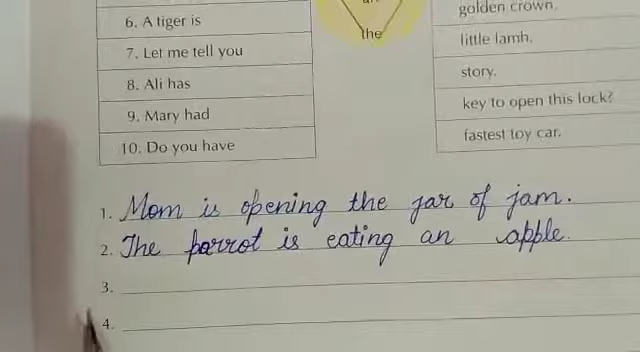 golden crown.
6. A tiger is
the
little lamb.
7. Let me tell you
story.
8. Ali has
key to open this lock?
9. Mary had
fastest toy car.
10. Do you have
1. Mom is opening the jar of jam.
2. The parrot is eating an apple.
3.
4.